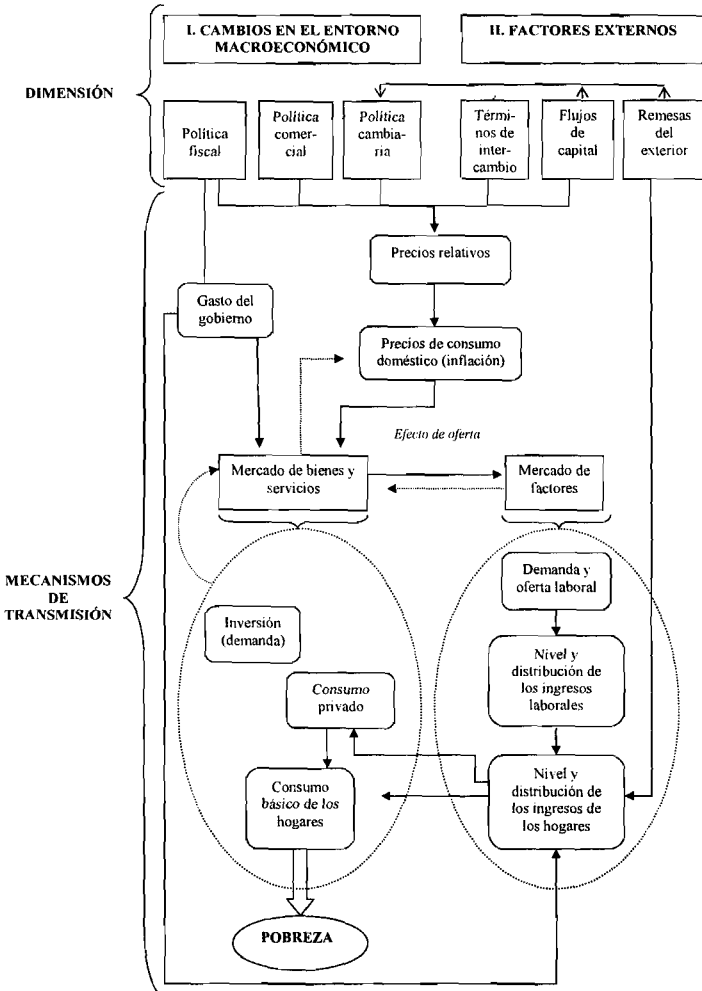 I. CAMBIOS EN EL ENTORNO
MACROECONÓMICO
II. FACTORES EXTERNOS
DIMENSIÓN
Política
fiscal
Política
comer-
cial
Política
cambia-
ria
Térmi-
nos de
inter-
cambio
Flujos
de
capital
Remesas
del
exterior
Precios relativos
Gasto del
gobierno
Precios de consumo
doméstico (inflación)
Efecto de oferta
Mercado de bienes y
servicios
Mercado de
factores
MECANISMOS
DE
TRANSMISIÓN
Demanda y
oferta laboral
Inversión
(demanda)
Nivel y
distribución de
los ingresos
laborales
Consumo
privado
Consumo
básico de los
hogares
Nivel y
distribución de
los ingresos de
los hogares
POBREZA